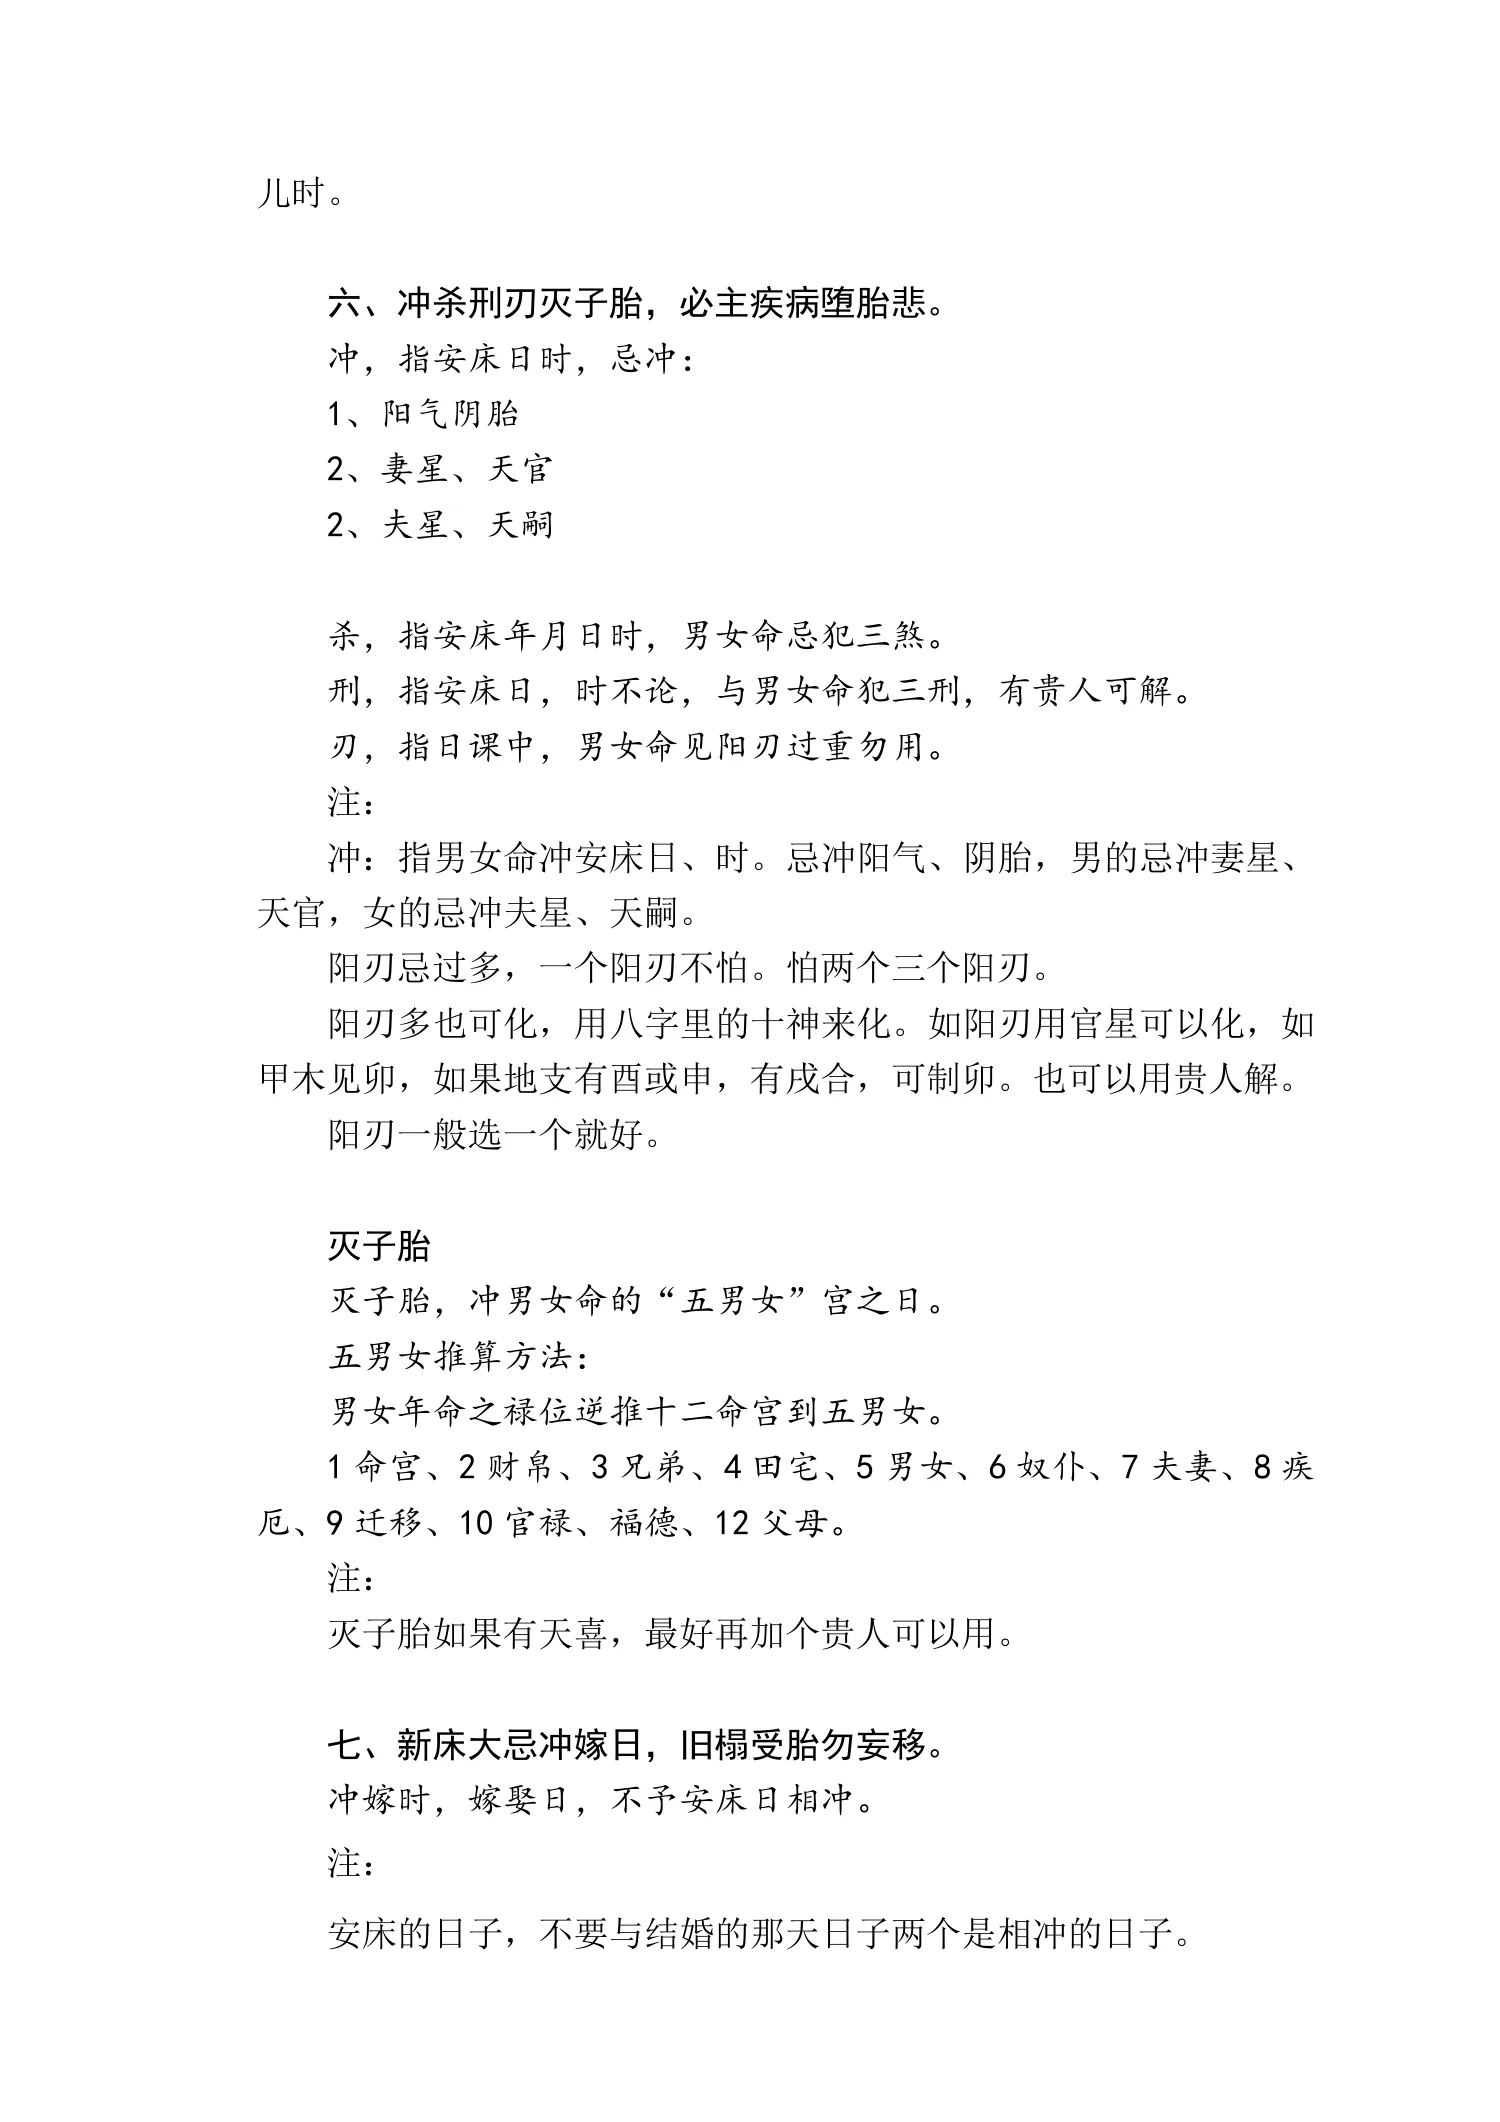 儿时。
六、冲杀刑刃灭子胎，必主疾病堕胎悲。
冲，指安床日时，忌冲：
1、阳气阴胎
2、妻星、天官
2、夫星、天嗣
杀，指安床年月日时，男女命忌犯三煞。
刑，指安床日，时不论，与男女命犯三刑，有贵人可解。
刃，指日课中，男女命见阳刃过重勿用。
注：
冲：指男女命冲安床日、时。忌冲阳气、阴胎，男的忌冲妻星、
天官，女的忌冲夫星、天嗣。
阳刃忌过多，一个阳刃不怕。怕两个三个阳刃。
阳刃多也可化，用八字里的十神来化。如阳刃用官星可以化，如
甲木见卯，如果地支有酉或申，有戌合，可制卯。也可以用贵人解。
阳刃一般选一个就好。
灭子胎
灭子胎，冲男女命的“五男女”宫之日。
五男女推算方法：
男女年命之禄位逆推十二命宫到五男女。
1 命宫、2 财帛、3 兄弟、4 田宅、5 男女、6 奴仆、7 夫妻、8 疾
厄、9 迁移、10 官禄、福德、12 父母。
注：
灭子胎如果有天喜，最好再加个贵人可以用。
七、新床大忌冲嫁日，旧榻受胎勿妄移。
冲嫁时，嫁娶日，不予安床日相冲。
注：
安床的日子，不要与结婚的那天日子两个是相冲的日子。